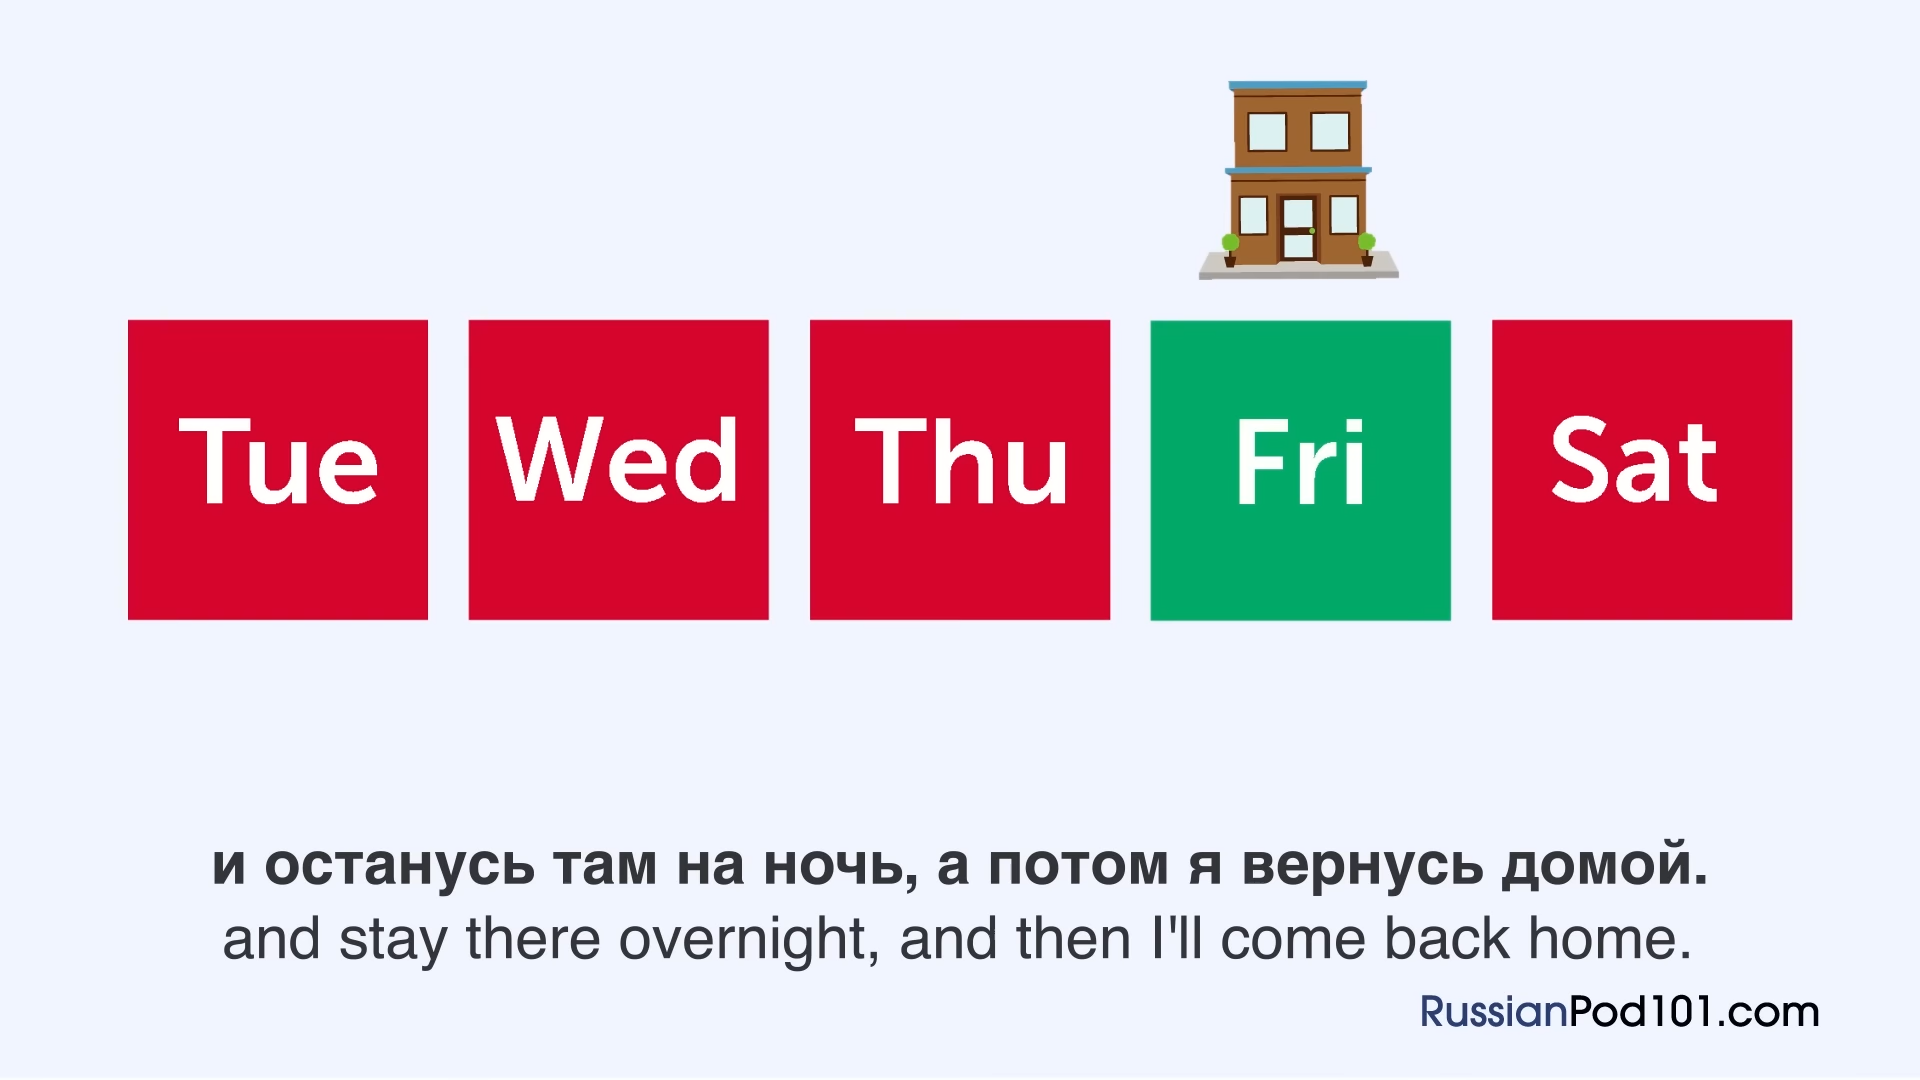 Tue Wed Thu Fri Sat
и останусь там на ночь, а потом я вернусь домой.
and stay there overnight, and then I'll come back home.
RussianPod101.com